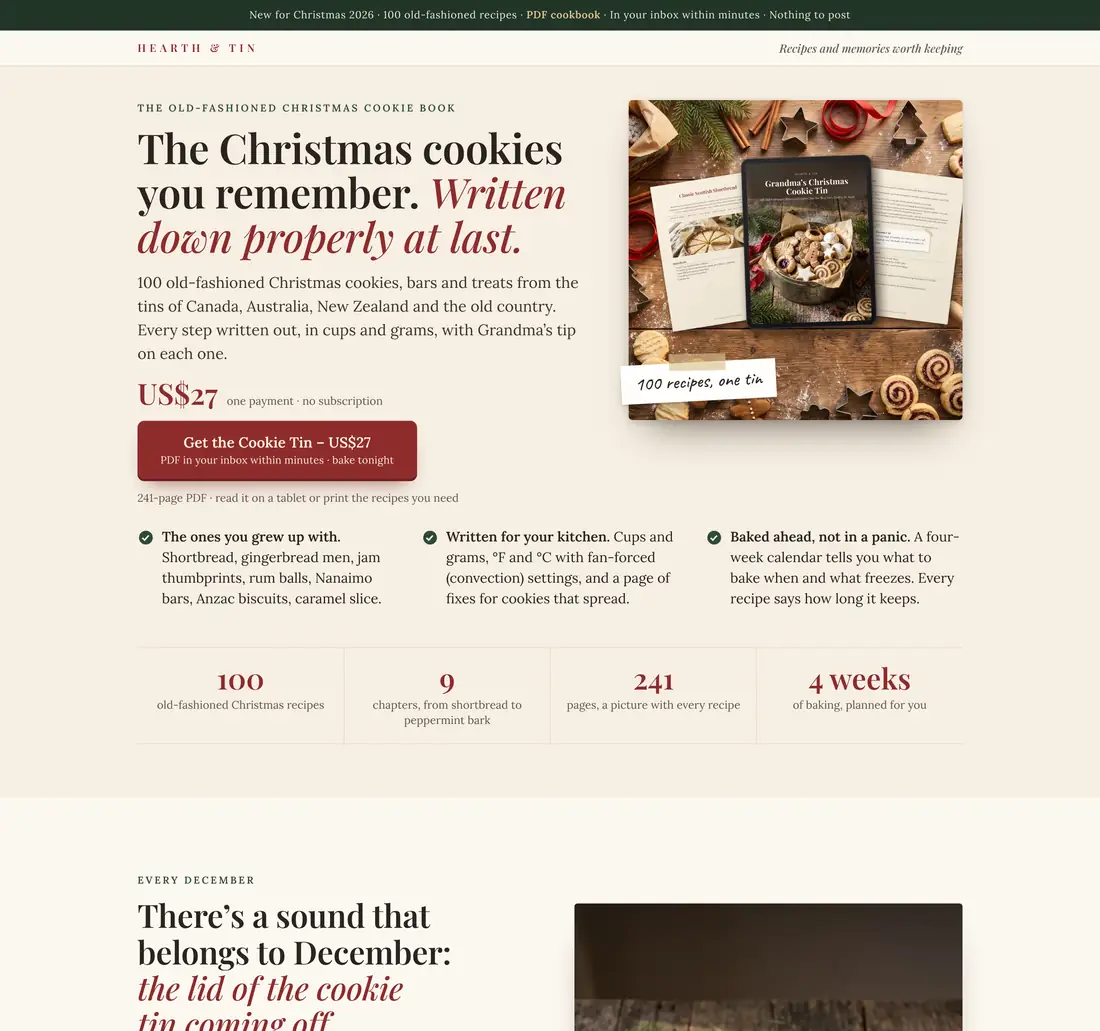 New for Christmas 2026 · 100 old-fashioned recipes · PDF cookbook · In your inbox within minutes · Nothing to post
HEARTH & TIN
Recipes and memories worth keeping
THE OLD-FASHIONED CHRISTMAS COOKIE BOOK
The Christmas cookies
you remember. Written
down properly at last.
100 old-fashioned Christmas cookies, bars and treats from the
tins of Canada, Australia, New Zealand and the old country.
Every step written out, in cups and grams, with Grandma's tip
on each one.
US$27 one payment · no subscription
Get the Cookie Tin – US$27
PDF in your inbox within minutes · bake tonight
241-page PDF · read it on a tablet or print the recipes you need
Classic Scottish Shortbread
Grandma's Christmas
Cookie Tin
100 recipes, one tin
The ones you grew up with.
Shortbread, gingerbread men, jam
thumbprints, rum balls, Nanaimo
bars, Anzac biscuits, caramel slice.
Written for your kitchen. Cups and
grams, °F and °C with fan-forced
(convection) settings, and a page of
fixes for cookies that spread.
Baked ahead, not in a panic. A four-
week calendar tells you what to
bake when and what freezes. Every
recipe says how long it keeps.
100
old-fashioned Christmas recipes
9
chapters, from shortbread to
peppermint bark
241
pages, a picture with every recipe
4 weeks
of baking, planned for you
EVERY DECEMBER
There's a sound that
belongs to December:
the lid of the cookie
tin coming off